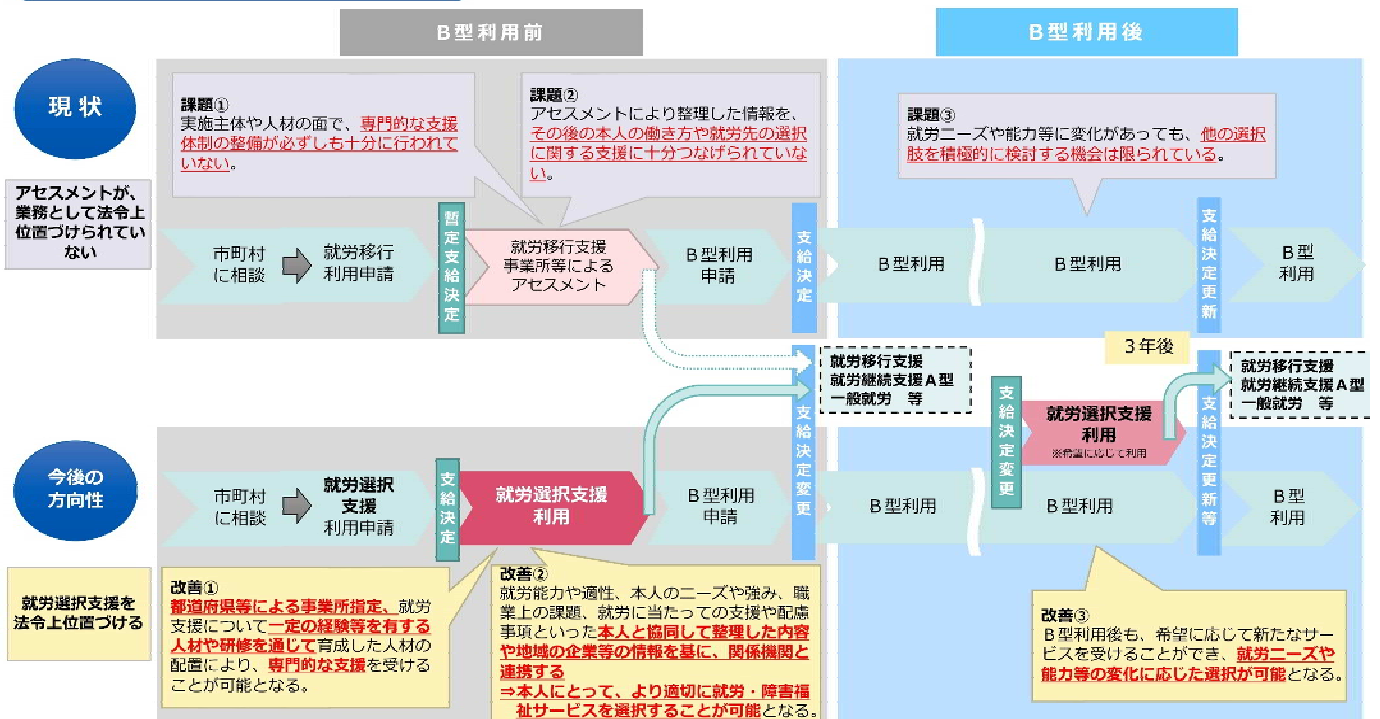 B型利用前
B型利用後
現 状
アセスメントが、
業務として法令上
位置づけられてい
ない
課題①
実施主体や人材の面で、専門的な支援
体制の整備が必ずしも十分に行われて
いない。
課題②
アセスメントにより整理した情報を、
その後の本人の働き方や就労先の選択
に関する支援に十分つなげられていな
い。
課題③
就労ニーズや能力等に変化があっても、他の選択
肢を積極的に検討する機会は限られている。
市町村
に相談
就労移行
利用申請
暫定支給決定
就労移行支援
事業所等による
アセスメント
B型利用
申請
支給決定
B型利用
B型利用
支給決定更新
B型
利用
3年後
就労移行支援
就労継続支援A型
一般就労　等
就労移行支援
就労継続支援A型
一般就労　等
今後の
方向性
就労選択支援を
法令上位置づける
市町村
に相談
就労選択
支援
利用申請
支給決定
就労選択支援
利用
B型利用
申請
支給決定変更
B型利用
支給決定変更
就労選択支援
利用
※希望に応じて利用
B型利用
支給決定更新等
B型
利用
改善①
都道府県等による事業所指定、就労
支援について一定の経験等を有する
人材や研修を通じて育成した人材の
配置により、専門的な支援を受ける
ことが可能となる。
改善②
就労能力や適性、本人のニーズや強み、職
業上の課題、就労に当たっての支援や配慮
事項といった本人と協同して整理した内容
や地域の企業等の情報を基に、関係機関と
連携する
⇒本人にとって、より適切に就労・障害福
祉サービスを選択することが可能となる。
改善③
B型利用後も、希望に応じて新たなサー
ビスを受けることができ、就労ニーズや
能力等の変化に応じた選択が可能となる。